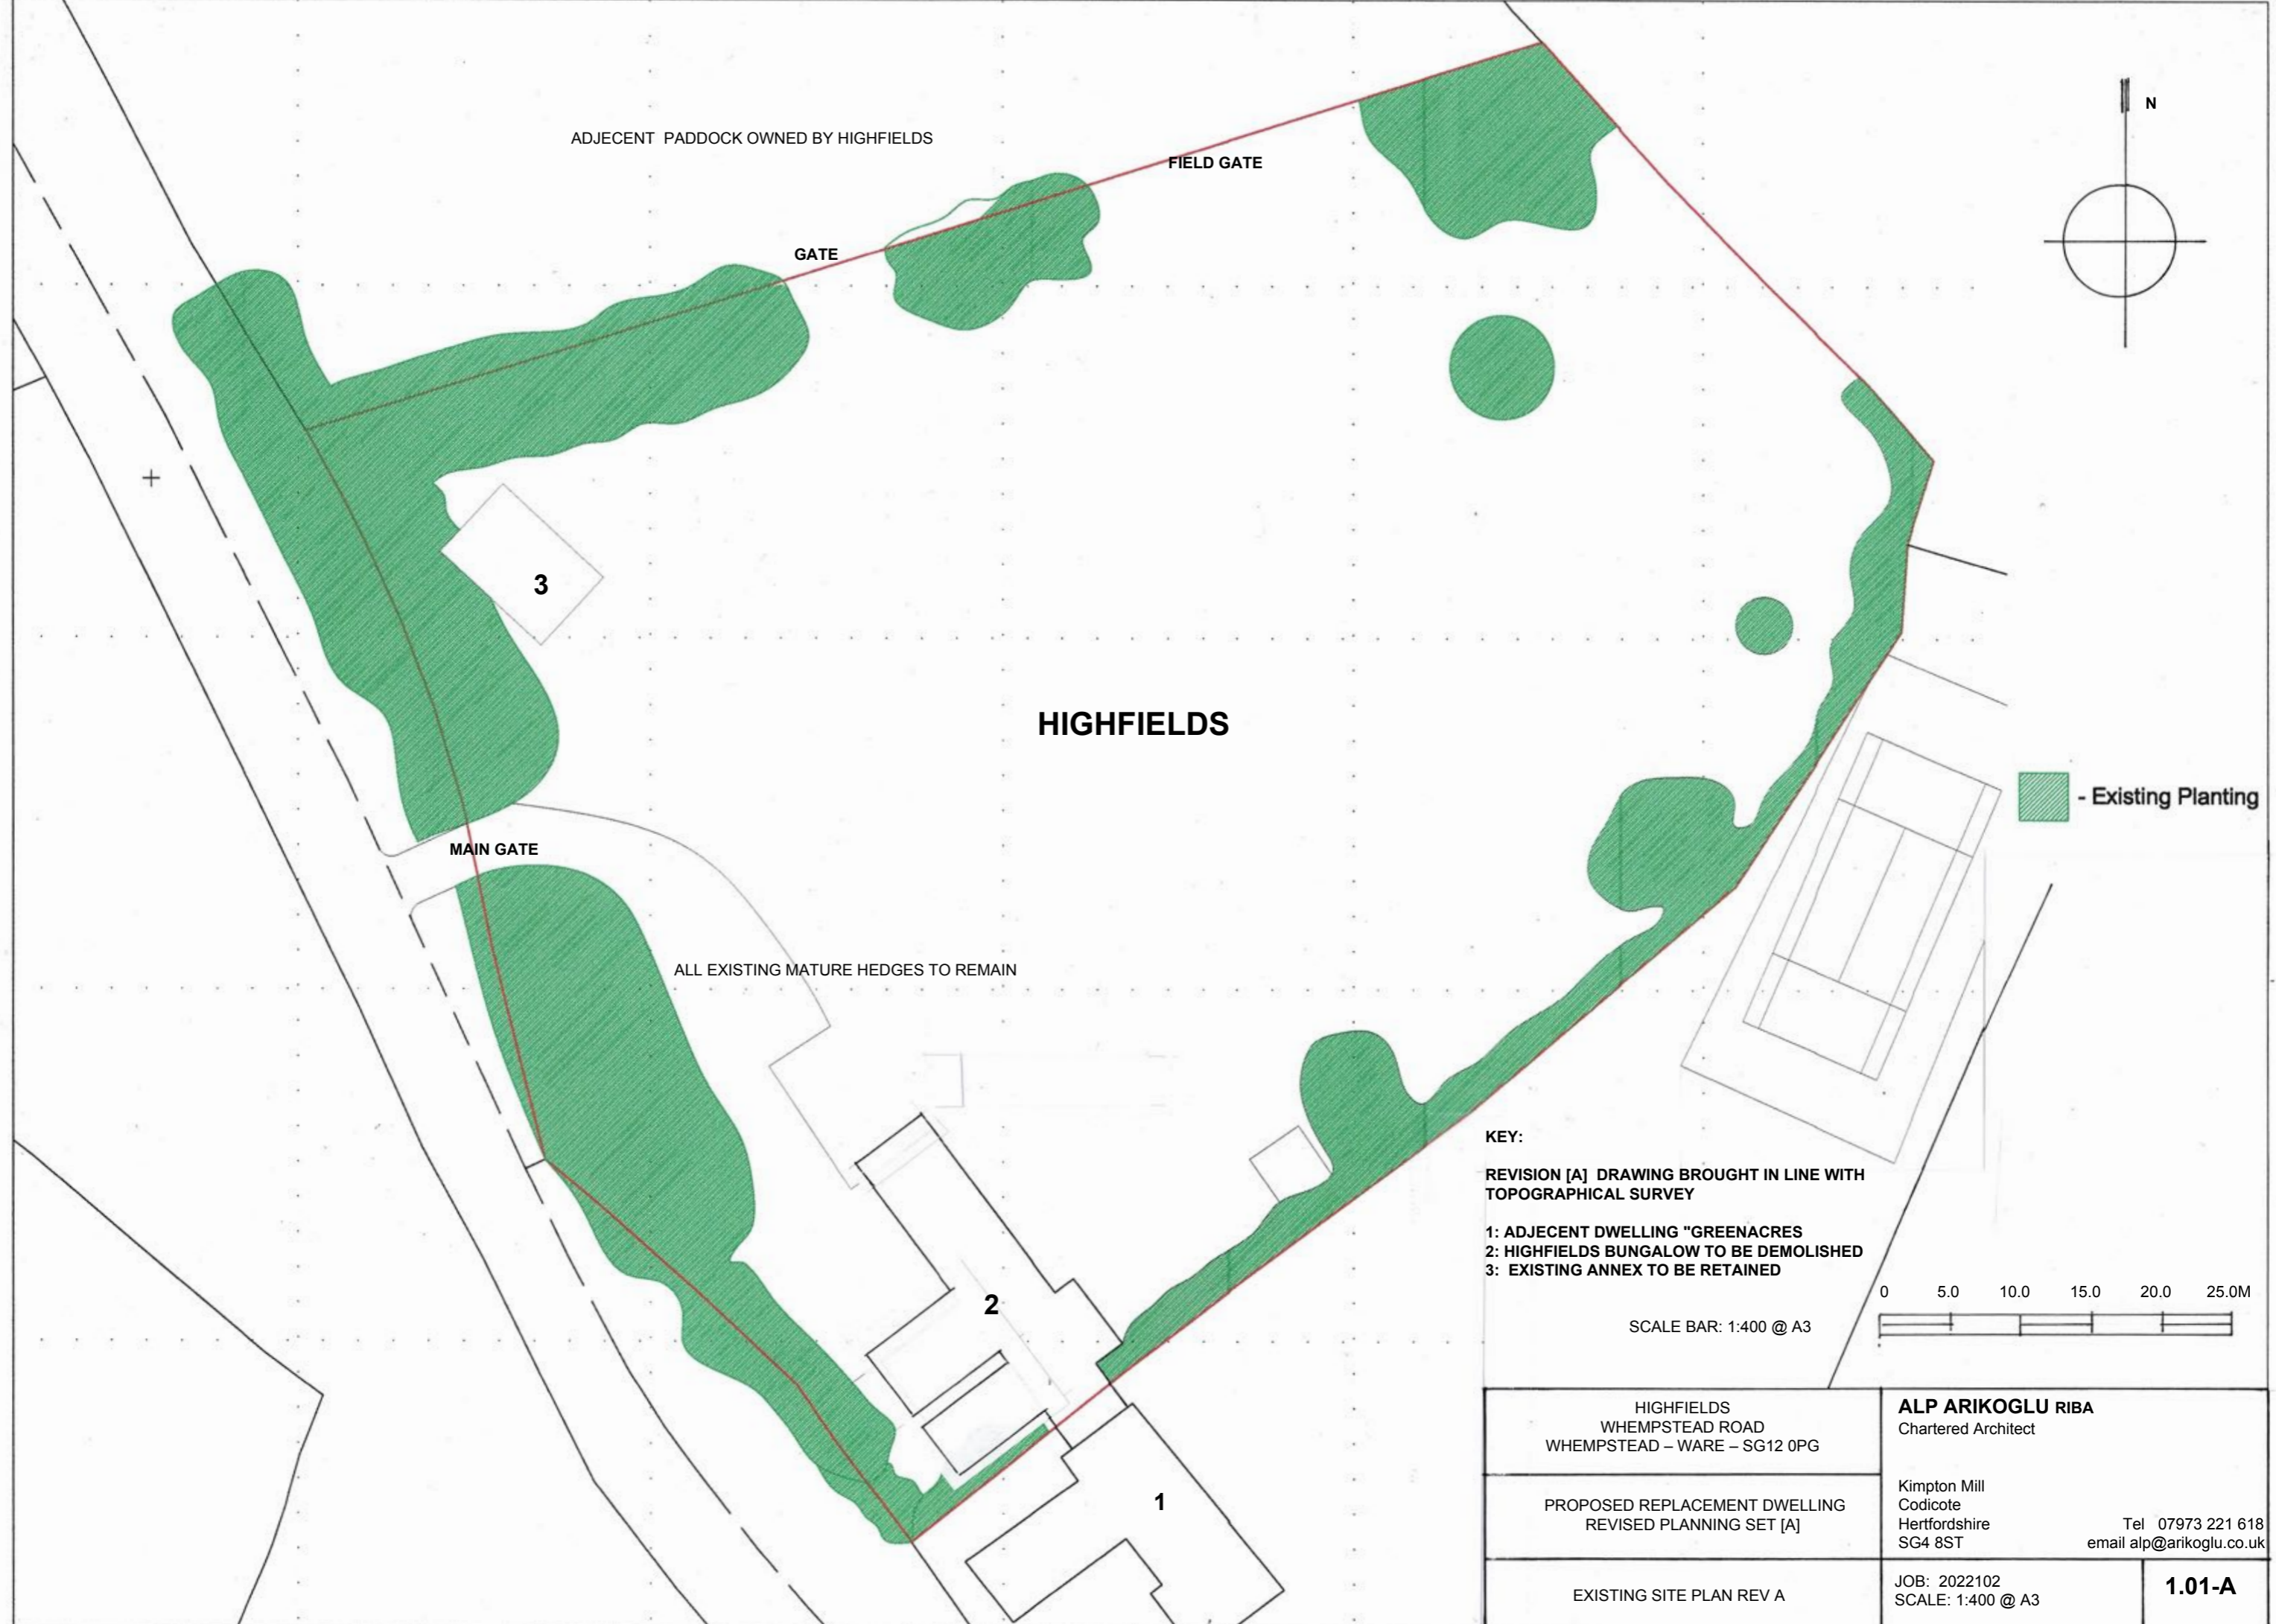 N
ADJECENT PADDOCK OWNED BY HIGHFIELDS
FIELD GATE
GATE
3
HIGHFIELDS
- Existing Planting
MAIN GATE
ALL EXISTING MATURE HEDGES TO REMAIN
2
1
KEY:
REVISION [A] DRAWING BROUGHT IN LINE WITH
TOPOGRAPHICAL SURVEY
1: ADJECENT DWELLING "GREENACRES
2: HIGHFIELDS BUNGALOW TO BE DEMOLISHED
3: EXISTING ANNEX TO BE RETAINED
0 5.0 10.0 15.0 20.0 25.0M
SCALE BAR: 1:400 @ A3
HIGHFIELDS
WHEMPSTEAD ROAD
WHEMPSTEAD – WARE – SG12 0PG
PROPOSED REPLACEMENT DWELLING
REVISED PLANNING SET [A]
EXISTING SITE PLAN REV A
ALP ARIKOGLU RIBA
Chartered Architect
Kimpton Mill
Codicote
Hertfordshire
SG4 8ST
Tel 07973 221 618
email alp@arikoglu.co.uk
JOB: 2022102
SCALE: 1:400 @ A3
1.01-A